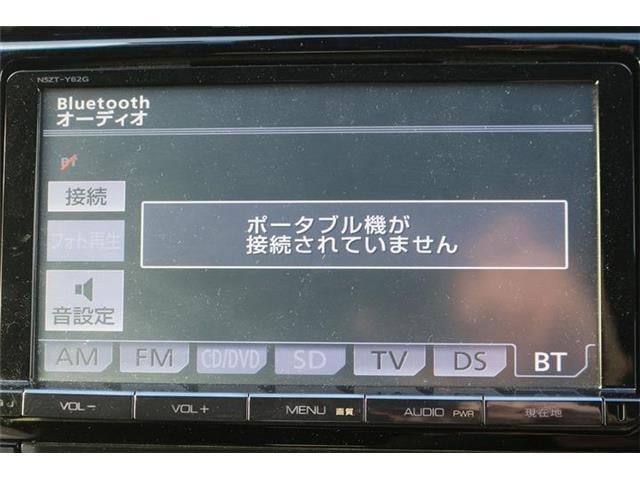 NSZT-Y62G
Bluetooth
オーディオ
BT
接続
フォト再生
音設定
ポータブル機が
接続されていません
AM FM CD/DVD SD TV DS BT
VOL− VOL+ MENU 画質 AUDIO PWR 現在地